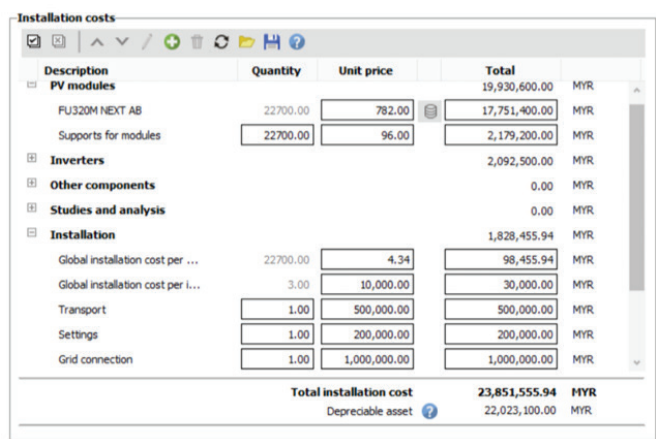 Installation costs
Description Quantity Unit price Total
PV modules 19,930,600.00 MYR
FU320M NEXT AB 22700.00 782.00 17,751,400.00 MYR
Supports for modules 22700.00 96.00 2,179,200.00 MYR
Inverters 2,092,500.00 MYR
Other components 0.00 MYR
Studies and analysis 0.00 MYR
Installation 1,828,455.94 MYR
Global installation cost per ... 22700.00 4.34 98,455.94 MYR
Global installation cost per i... 3.00 10,000.00 30,000.00 MYR
Transport 1.00 500,000.00 500,000.00 MYR
Settings 1.00 200,000.00 200,000.00 MYR
Grid connection 1.00 1,000,000.00 1,000,000.00 MYR
Total installation cost 23,851,555.94 MYR
Depreciable asset ? 22,023,100.00 MYR